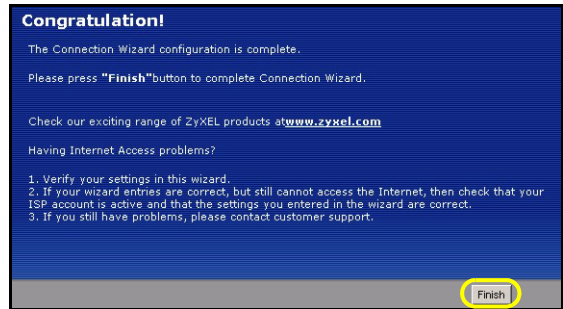 Congratulation!
The Connection Wizard configuration is complete.
Please press "Finish"button to complete Connection Wizard.
Check our exciting range of ZyXEL products atwww.zyxel.com
Having Internet Access problems?
1. Verify your settings in this wizard.
2. If your wizard entries are correct, but still cannot access the Internet, then check that your
ISP account is active and that the settings you entered in the wizard are correct.
3. If you still have problems, please contact customer support.
Finish